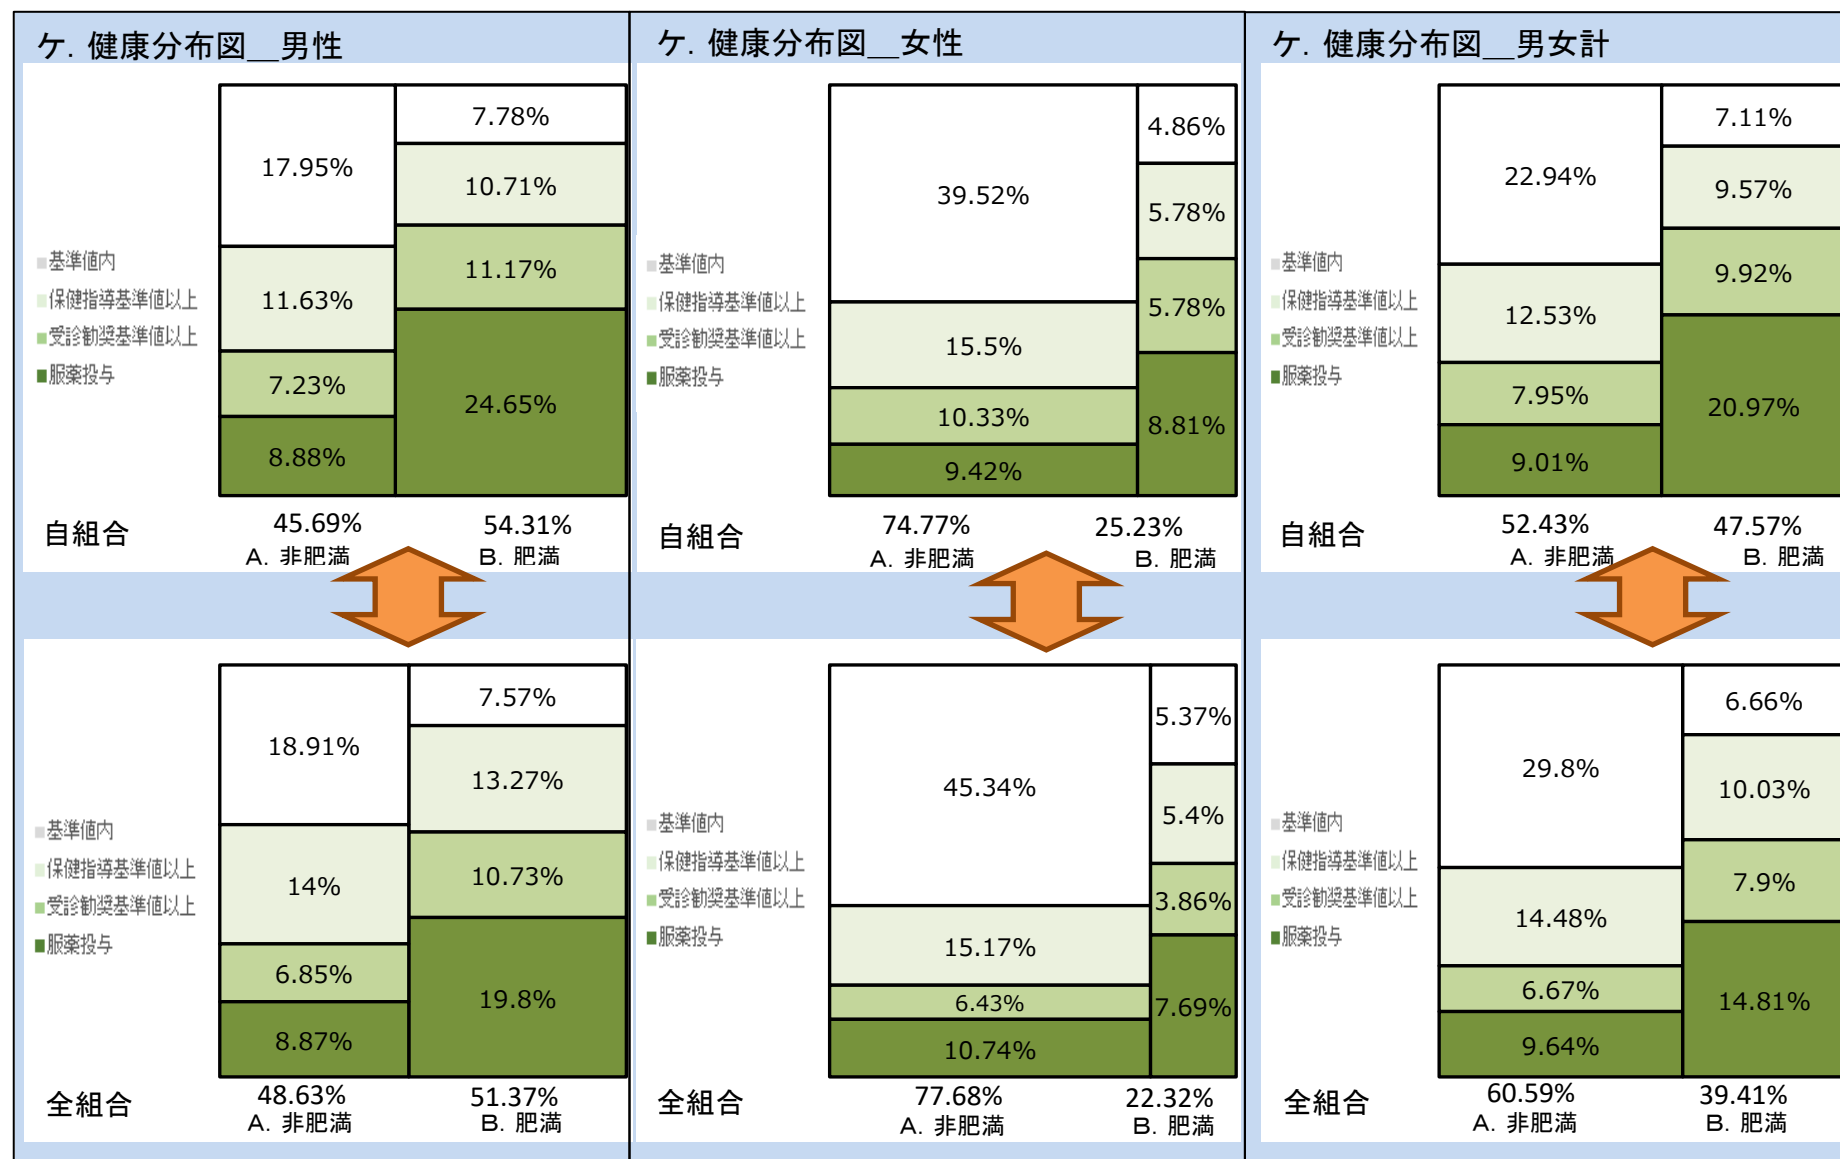 ケ. 健康分布図__男性
17.95%
7.78%
10.71%
11.63%
11.17%
7.23%
24.65%
8.88%
■基準値内
■保健指導基準値以上
■受診勧奨基準値以上
■服薬投与
自組合
45.69%
54.31%
A. 非肥満
B. 肥満
18.91%
7.57%
13.27%
14%
10.73%
6.85%
19.8%
8.87%
■基準値内
■保健指導基準値以上
■受診勧奨基準値以上
■服薬投与
全組合
48.63%
51.37%
A. 非肥満
B. 肥満
ケ. 健康分布図__女性
39.52%
4.86%
5.78%
15.5%
5.78%
10.33%
8.81%
9.42%
■基準値内
■保健指導基準値以上
■受診勧奨基準値以上
■服薬投与
自組合
74.77%
25.23%
A. 非肥満
B. 肥満
45.34%
5.37%
5.4%
15.17%
3.86%
6.43%
7.69%
10.74%
■基準値内
■保健指導基準値以上
■受診勧奨基準値以上
■服薬投与
全組合
77.68%
22.32%
A. 非肥満
B. 肥満
ケ. 健康分布図__男女計
22.94%
7.11%
9.57%
12.53%
9.92%
7.95%
20.97%
9.01%
■基準値内
■保健指導基準値以上
■受診勧奨基準値以上
■服薬投与
自組合
52.43%
47.57%
A. 非肥満
B. 肥満
29.8%
6.66%
10.03%
14.48%
7.9%
6.67%
14.81%
9.64%
■基準値内
■保健指導基準値以上
■受診勧奨基準値以上
■服薬投与
全組合
60.59%
39.41%
A. 非肥満
B. 肥満